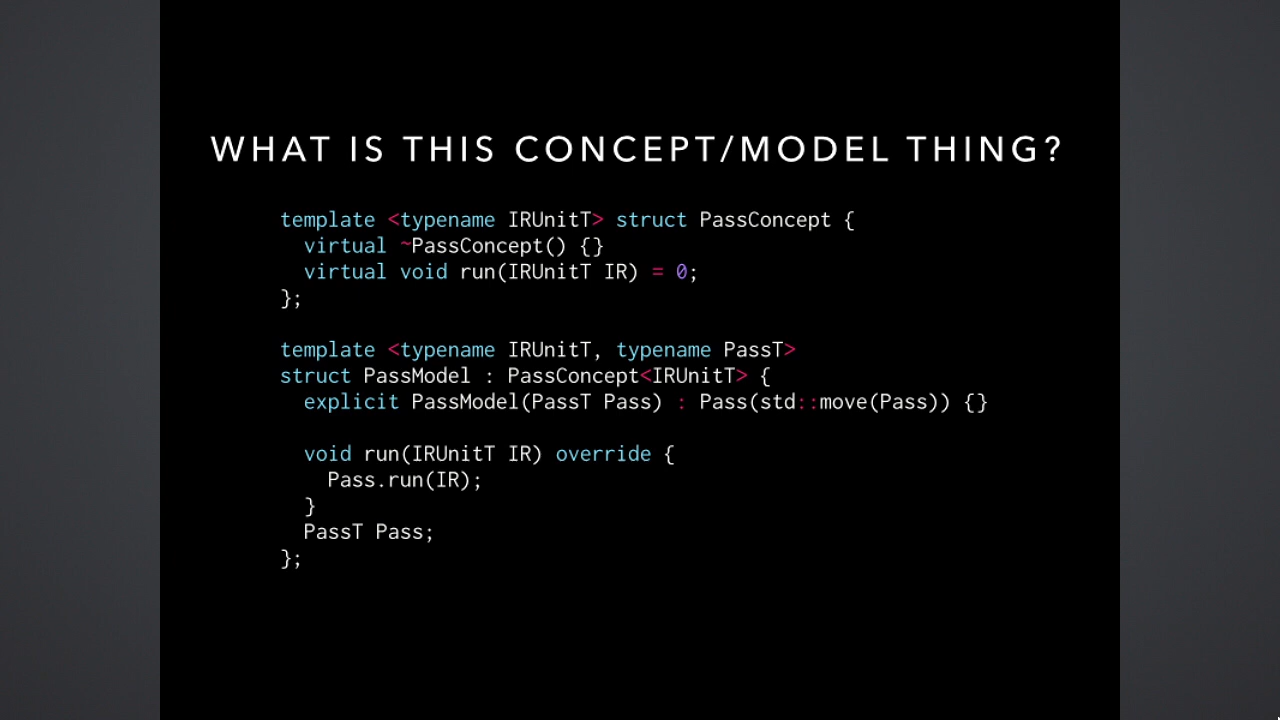 WHAT IS THIS CONCEPT/MODEL THING?
template <typename IRUnitT> struct PassConcept {
  virtual ~PassConcept() {}
  virtual void run(IRUnitT IR) = 0;
};
template <typename IRUnitT, typename PassT>
struct PassModel : PassConcept<IRUnitT> {
  explicit PassModel(PassT Pass) : Pass(std::move(Pass)) {}
  void run(IRUnitT IR) override {
    Pass.run(IR);
  }
  PassT Pass;
};